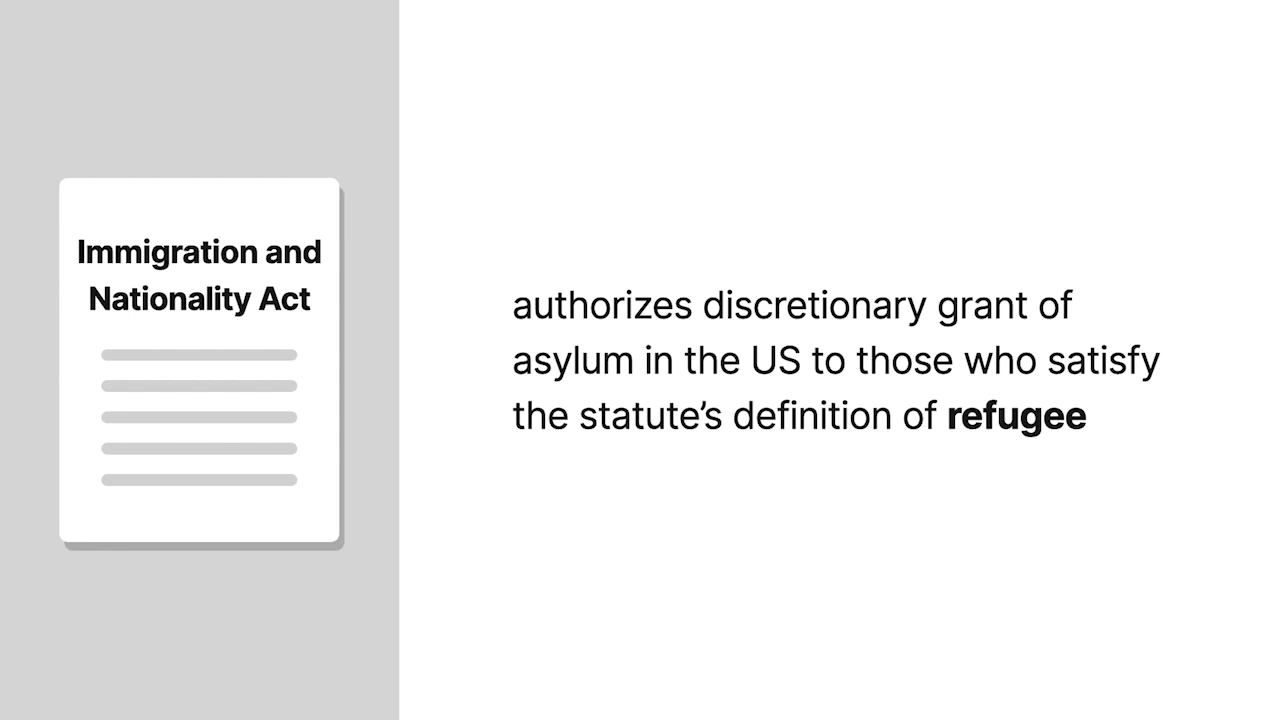 Immigration and
Nationality Act
authorizes discretionary grant of
asylum in the US to those who satisfy
the statute’s definition of refugee